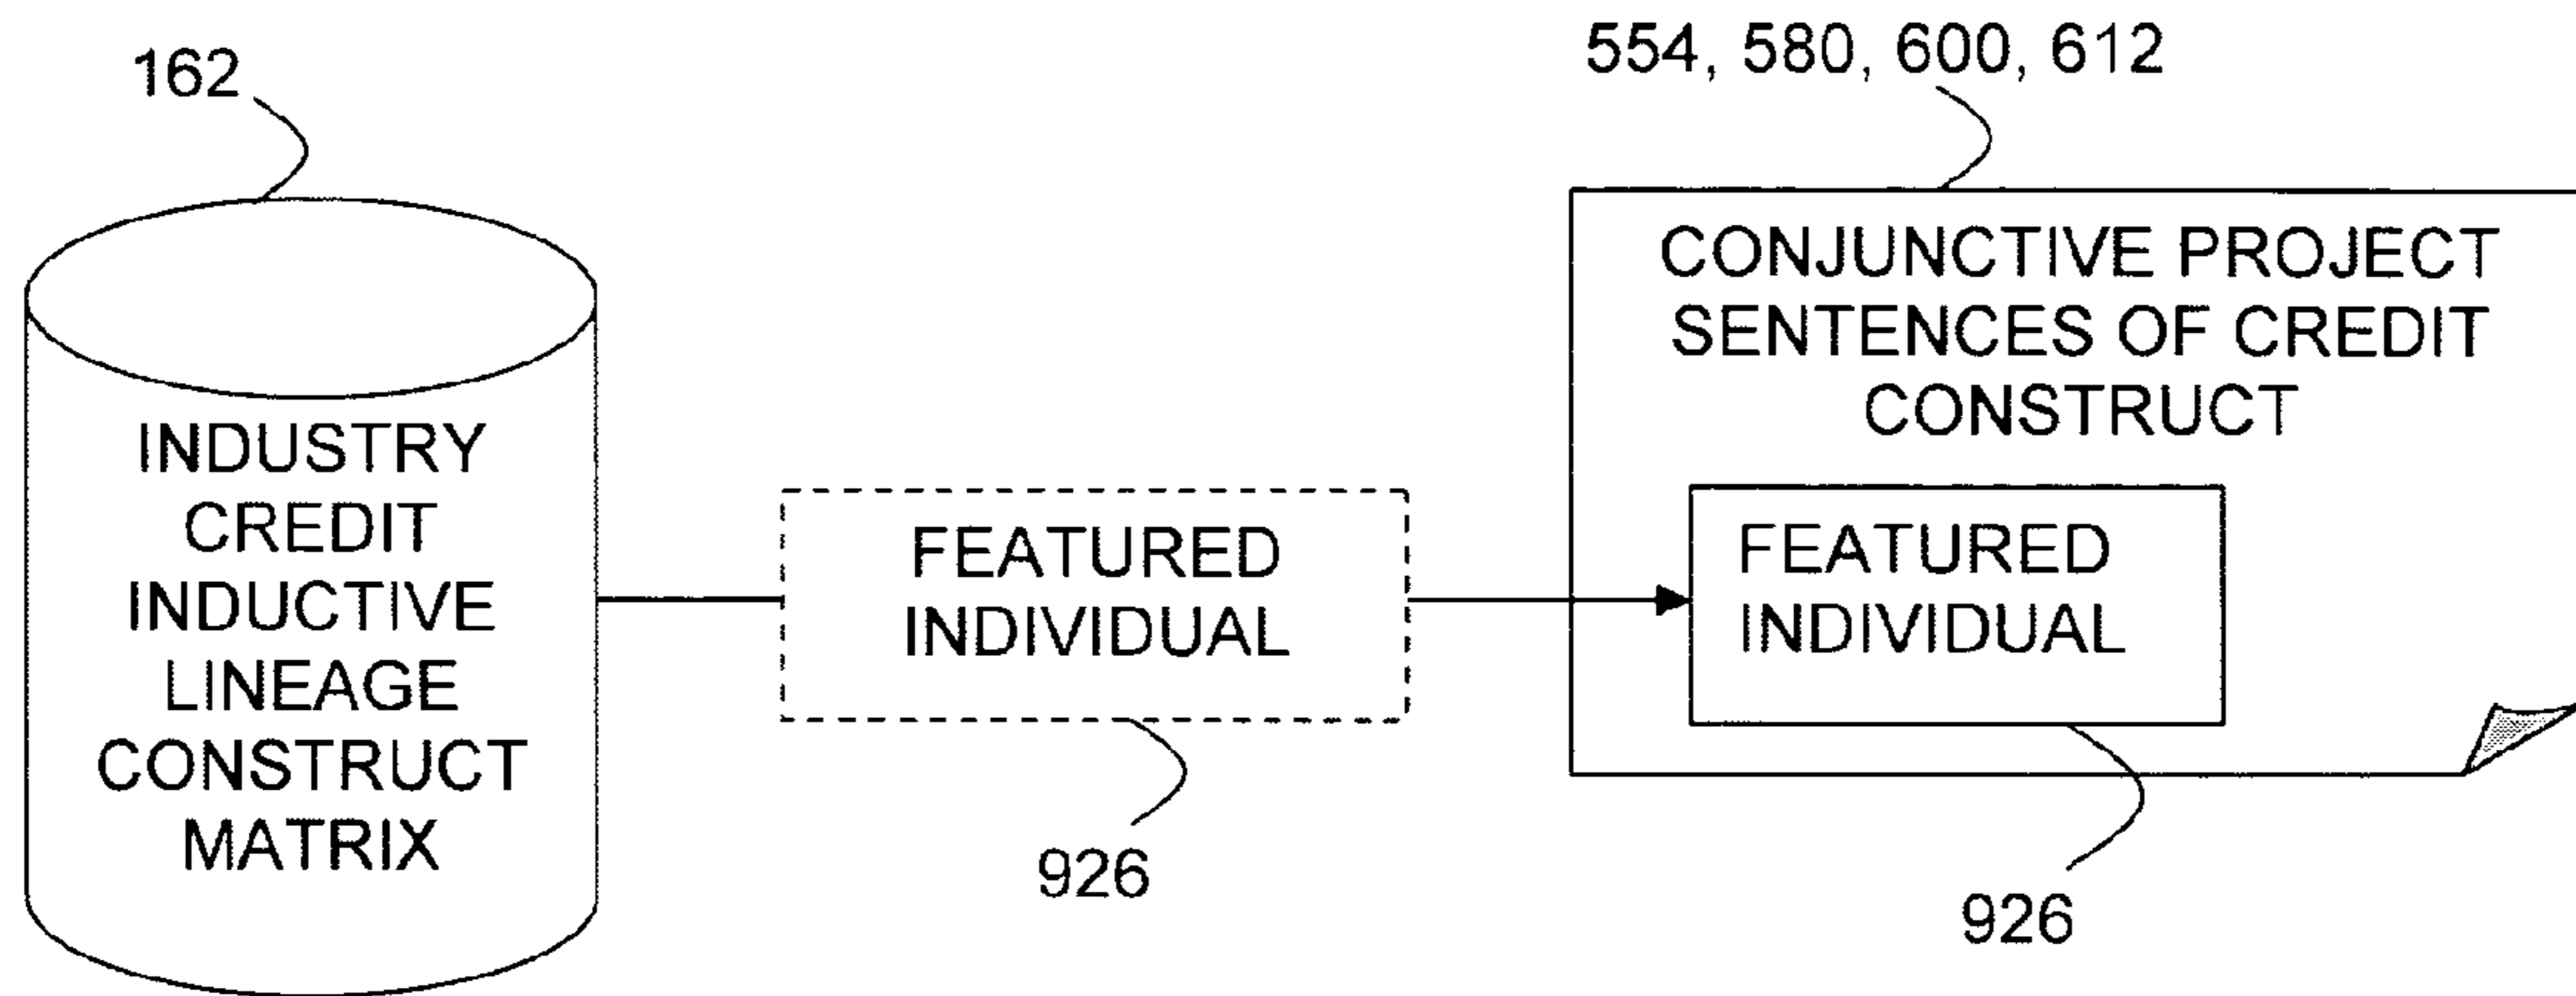 162
554, 580, 600, 612
INDUSTRY
CREDIT
INDUCTIVE
LINEAGE
CONSTRUCT
MATRIX
FEATURED
INDIVIDUAL
926
CONJUNCTIVE PROJECT
SENTENCES OF CREDIT
CONSTRUCT
FEATURED
INDIVIDUAL
926